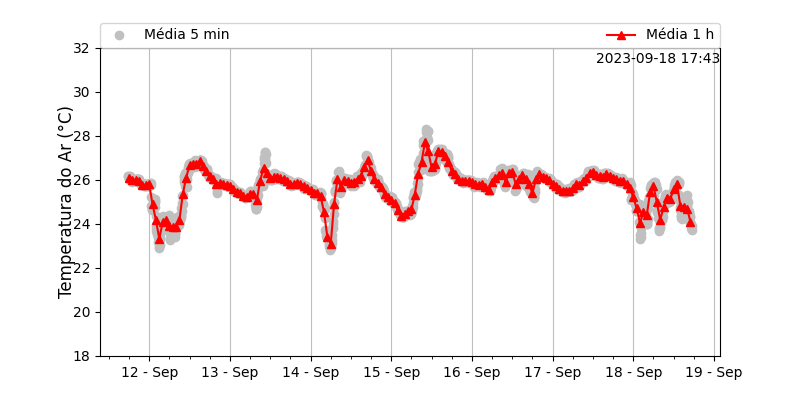 Média 5 min
Média 1 h
2023-09-18 17:43
Temperatura do Ar (°C)
32
30
28
26
24
22
20
18
12 - Sep
13 - Sep
14 - Sep
15 - Sep
16 - Sep
17 - Sep
18 - Sep
19 - Sep